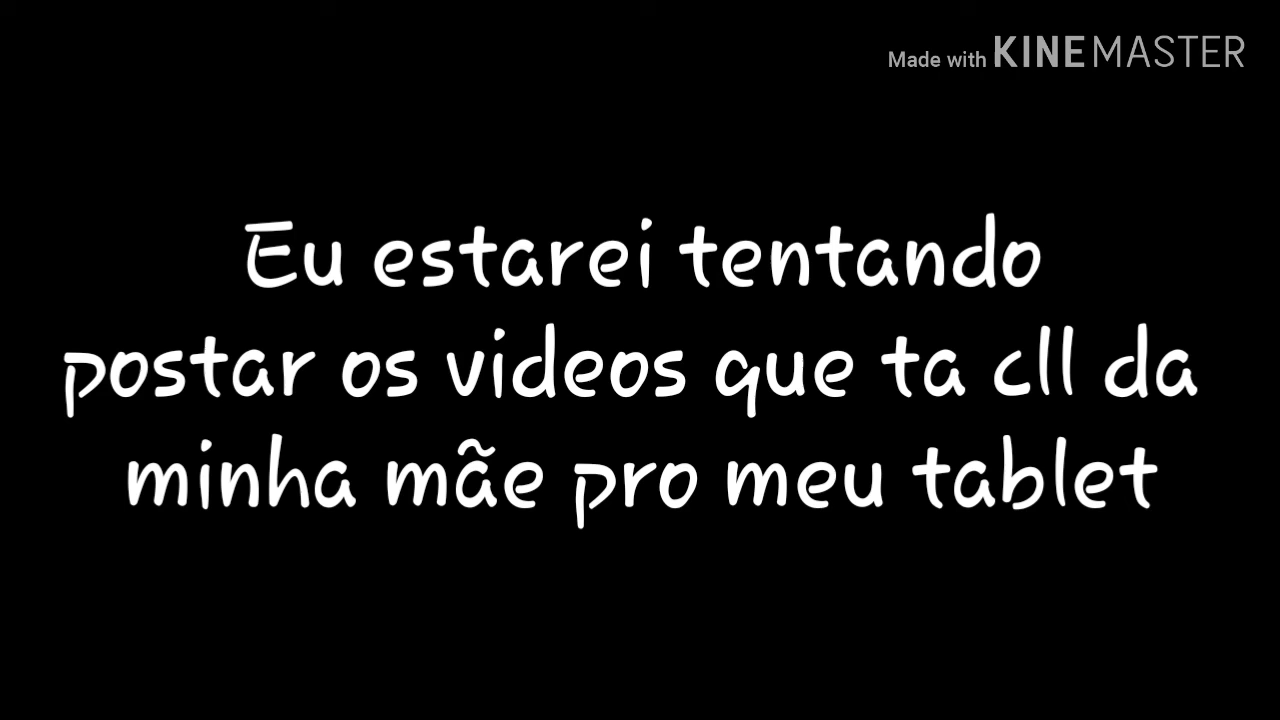 Made with KINEMASTER
Eu estarei tentando
postar os videos que ta cll da
minha mãe pro meu tablet